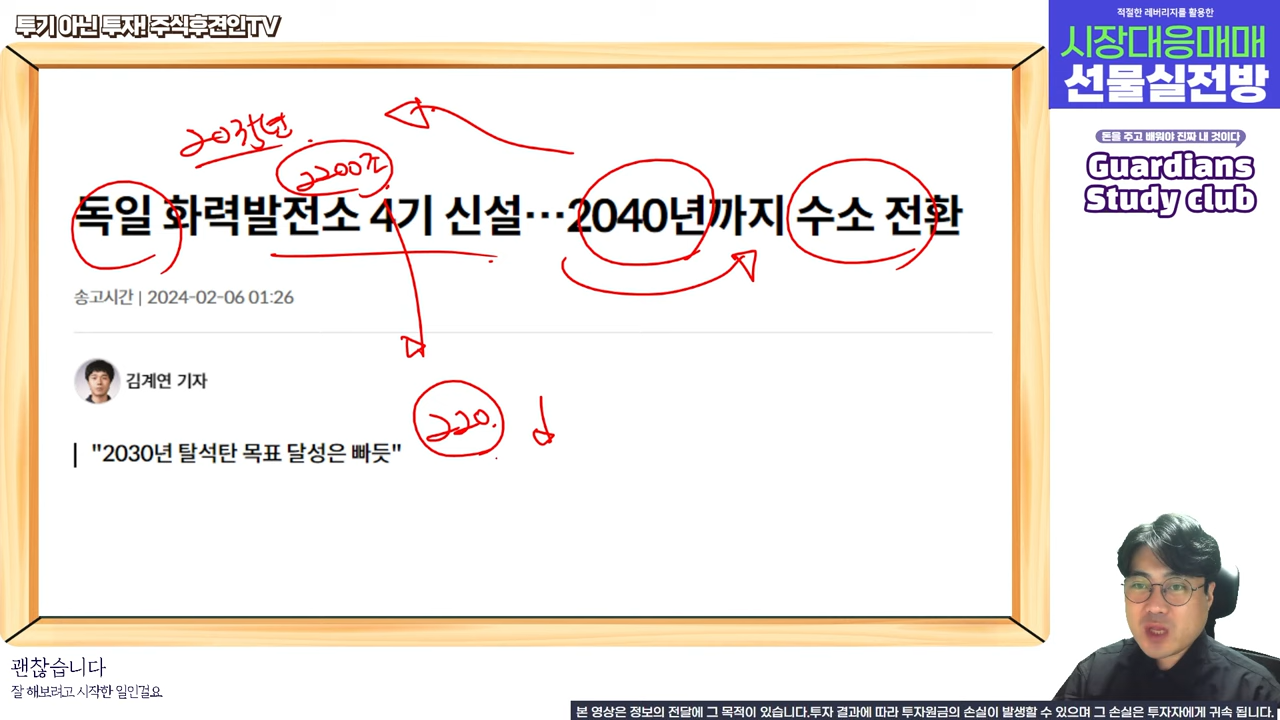 투기 아닌 투자! 주식후견인TV
적절한 레버리지를 활용한
시장대응매매
선물실전방
돈을 주고 배워야 진짜 내 것이다
Guardians
Study club
2035년
2200조
독일 화력발전소 4기 신설…2040년까지 수소 전환
송고시간 | 2024-02-06 01:26
김계연 기자
220.
"2030년 탈석탄 목표 달성은 빠듯"
괜찮습니다
잘 해보려고 시작한 일인걸요
본 영상은 정보의 전달에 그 목적이 있습니다.투자 결과에 따라 투자원금의 손실이 발생할 수 있으며 그 손실은 투자자에게 귀속 됩니다.